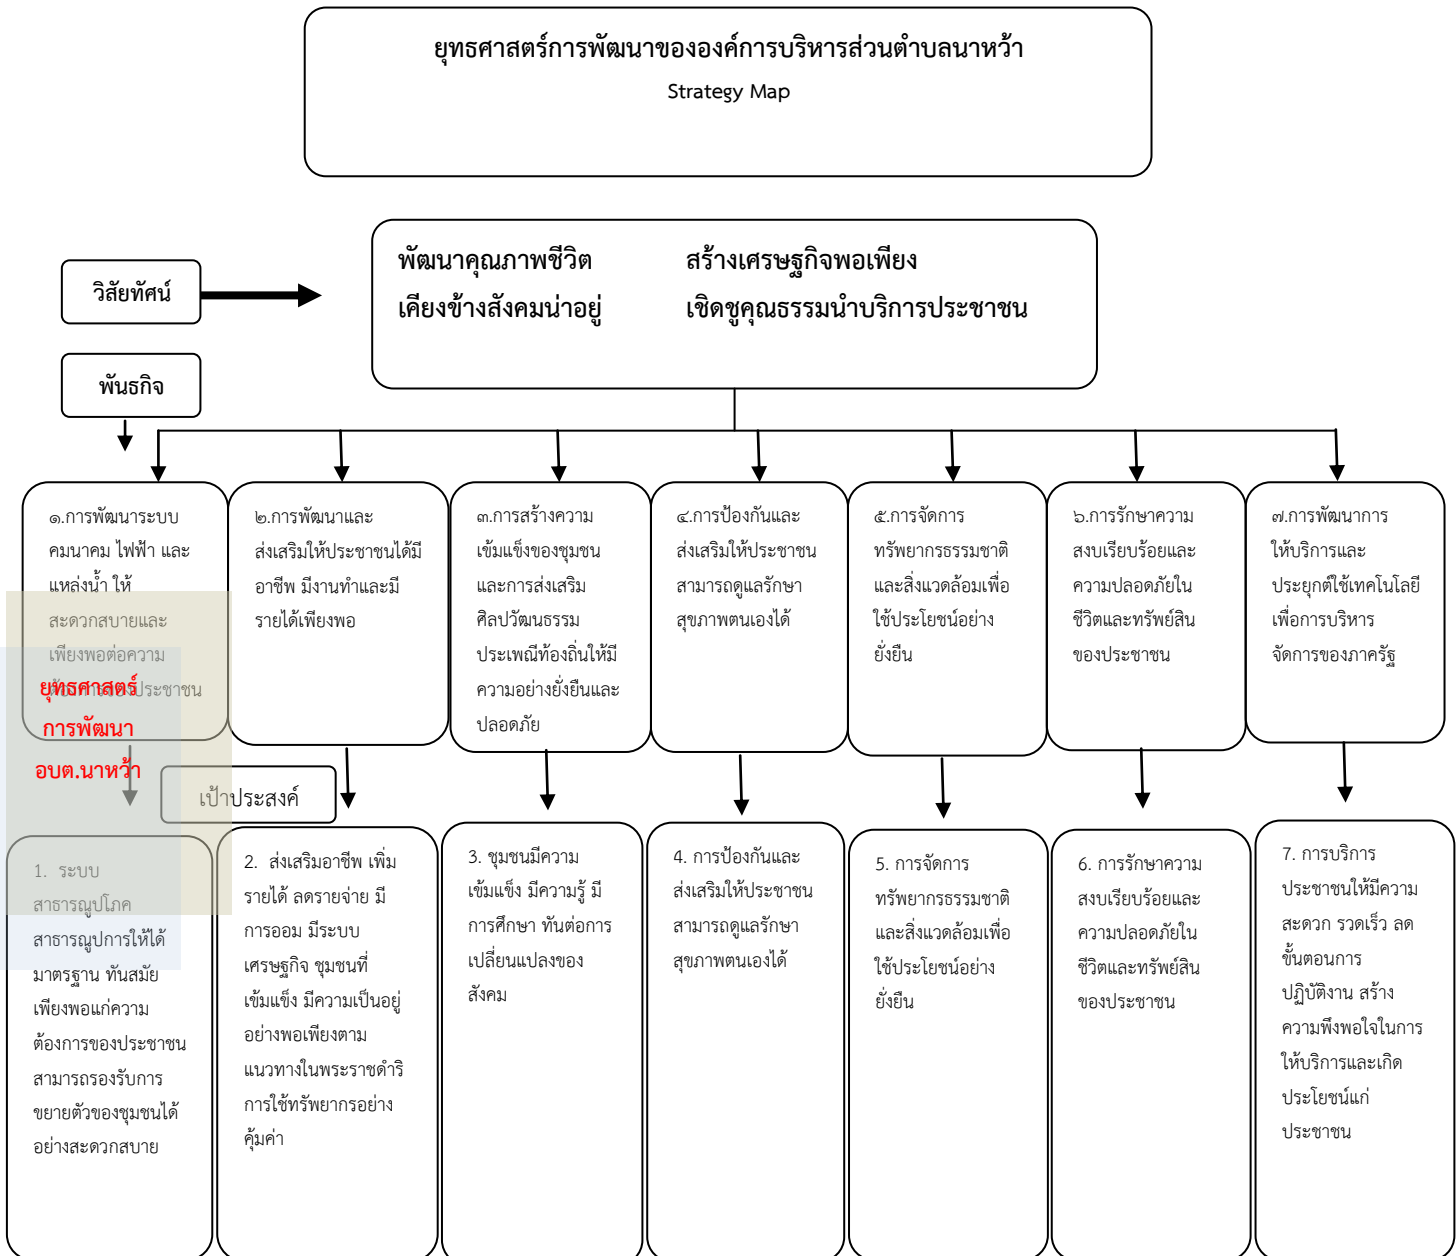 ยุทธศาสตร์การพัฒนาขององค์การบริหารส่วนตำบลนาหว้า
Strategy Map
วิสัยทัศน์
พัฒนาคุณภาพชีวิต สร้างเศรษฐกิจพอเพียง
เคียงข้างสังคมน่าอยู่ เชิดชูคุณธรรมนำบริการประชาชน
พันธกิจ
๑.การพัฒนาระบบ
คมนาคม ไฟฟ้า และ
แหล่งน้ำ ให้
สะดวกสบายและ
เพียงพอต่อความ
ต้องการของประชาชน
๒.การพัฒนาและ
ส่งเสริมให้ประชาชนได้มี
อาชีพ มีงานทำและมี
รายได้เพียงพอ
๓.การสร้างความ
เข้มแข็งของชุมชน
และการส่งเสริม
ศิลปวัฒนธรรม
ประเพณีท้องถิ่นให้มี
ความอย่างยั่งยืนและ
ปลอดภัย
๔.การป้องกันและ
ส่งเสริมให้ประชาชน
สามารถดูแลรักษา
สุขภาพตนเองได้
๕.การจัดการ
ทรัพยากรธรรมชาติ
และสิ่งแวดล้อมเพื่อ
ใช้ประโยชน์อย่าง
ยั่งยืน
๖.การรักษาความ
สงบเรียบร้อยและ
ความปลอดภัยใน
ชีวิตและทรัพย์สิน
ของประชาชน
๗.การพัฒนาการ
ให้บริการและ
ประยุกต์ใช้เทคโนโลยี
เพื่อการบริหาร
จัดการของภาครัฐ
ยุทธศาสตร์
การพัฒนา
อบต.นาหว้า
เป้าประสงค์
1. ระบบ
สาธารณูปโภค
สาธารณูปการให้ได้
มาตรฐาน ทันสมัย
เพียงพอแก่ความ
ต้องการของประชาชน
สามารถรองรับการ
ขยายตัวของชุมชนได้
อย่างสะดวกสบาย
2. ส่งเสริมอาชีพ เพิ่ม
รายได้ ลดรายจ่าย มี
การออม มีระบบ
เศรษฐกิจ ชุมชนที่
เข้มแข็ง มีความเป็นอยู่
อย่างพอเพียงตาม
แนวทางในพระราชดำริ
การใช้ทรัพยากรอย่าง
คุ้มค่า
3. ชุมชนมีความ
เข้มแข็ง มีความรู้ มี
การศึกษา ทันต่อการ
เปลี่ยนแปลงของ
สังคม
4. การป้องกันและ
ส่งเสริมให้ประชาชน
สามารถดูแลรักษา
สุขภาพตนเองได้
5. การจัดการ
ทรัพยากรธรรมชาติ
และสิ่งแวดล้อมเพื่อ
ใช้ประโยชน์อย่าง
ยั่งยืน
6. การรักษาความ
สงบเรียบร้อยและ
ความปลอดภัยใน
ชีวิตและทรัพย์สิน
ของประชาชน
7. การบริการ
ประชาชนให้มีความ
สะดวก รวดเร็ว ลด
ขั้นตอนการ
ปฏิบัติงาน สร้าง
ความพึงพอใจในการ
ให้บริการและเกิด
ประโยชน์แก่
ประชาชน